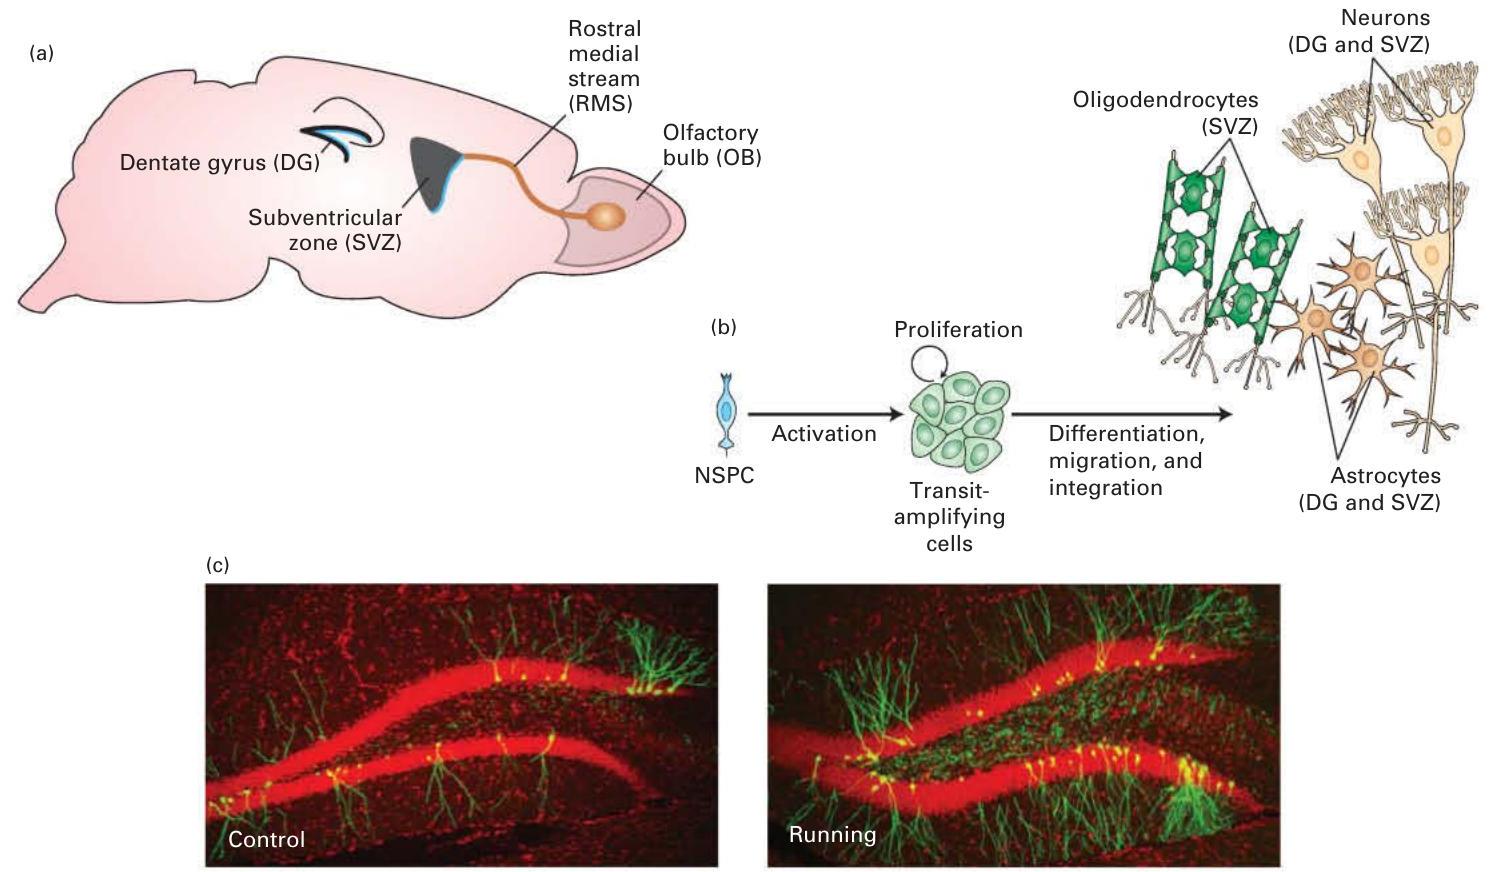 (a)
Rostral
medial
stream
(RMS)
Olfactory
bulb (OB)
Dentate gyrus (DG)
Subventricular
zone (SVZ)
Neurons
(DG and SVZ)
Oligodendrocytes
(SVZ)
(b)
Proliferation
Activation
NSPC
Transit-
amplifying
cells
Differentiation,
migration, and
integration
Astrocytes
(DG and SVZ)
(c)
Control
Running